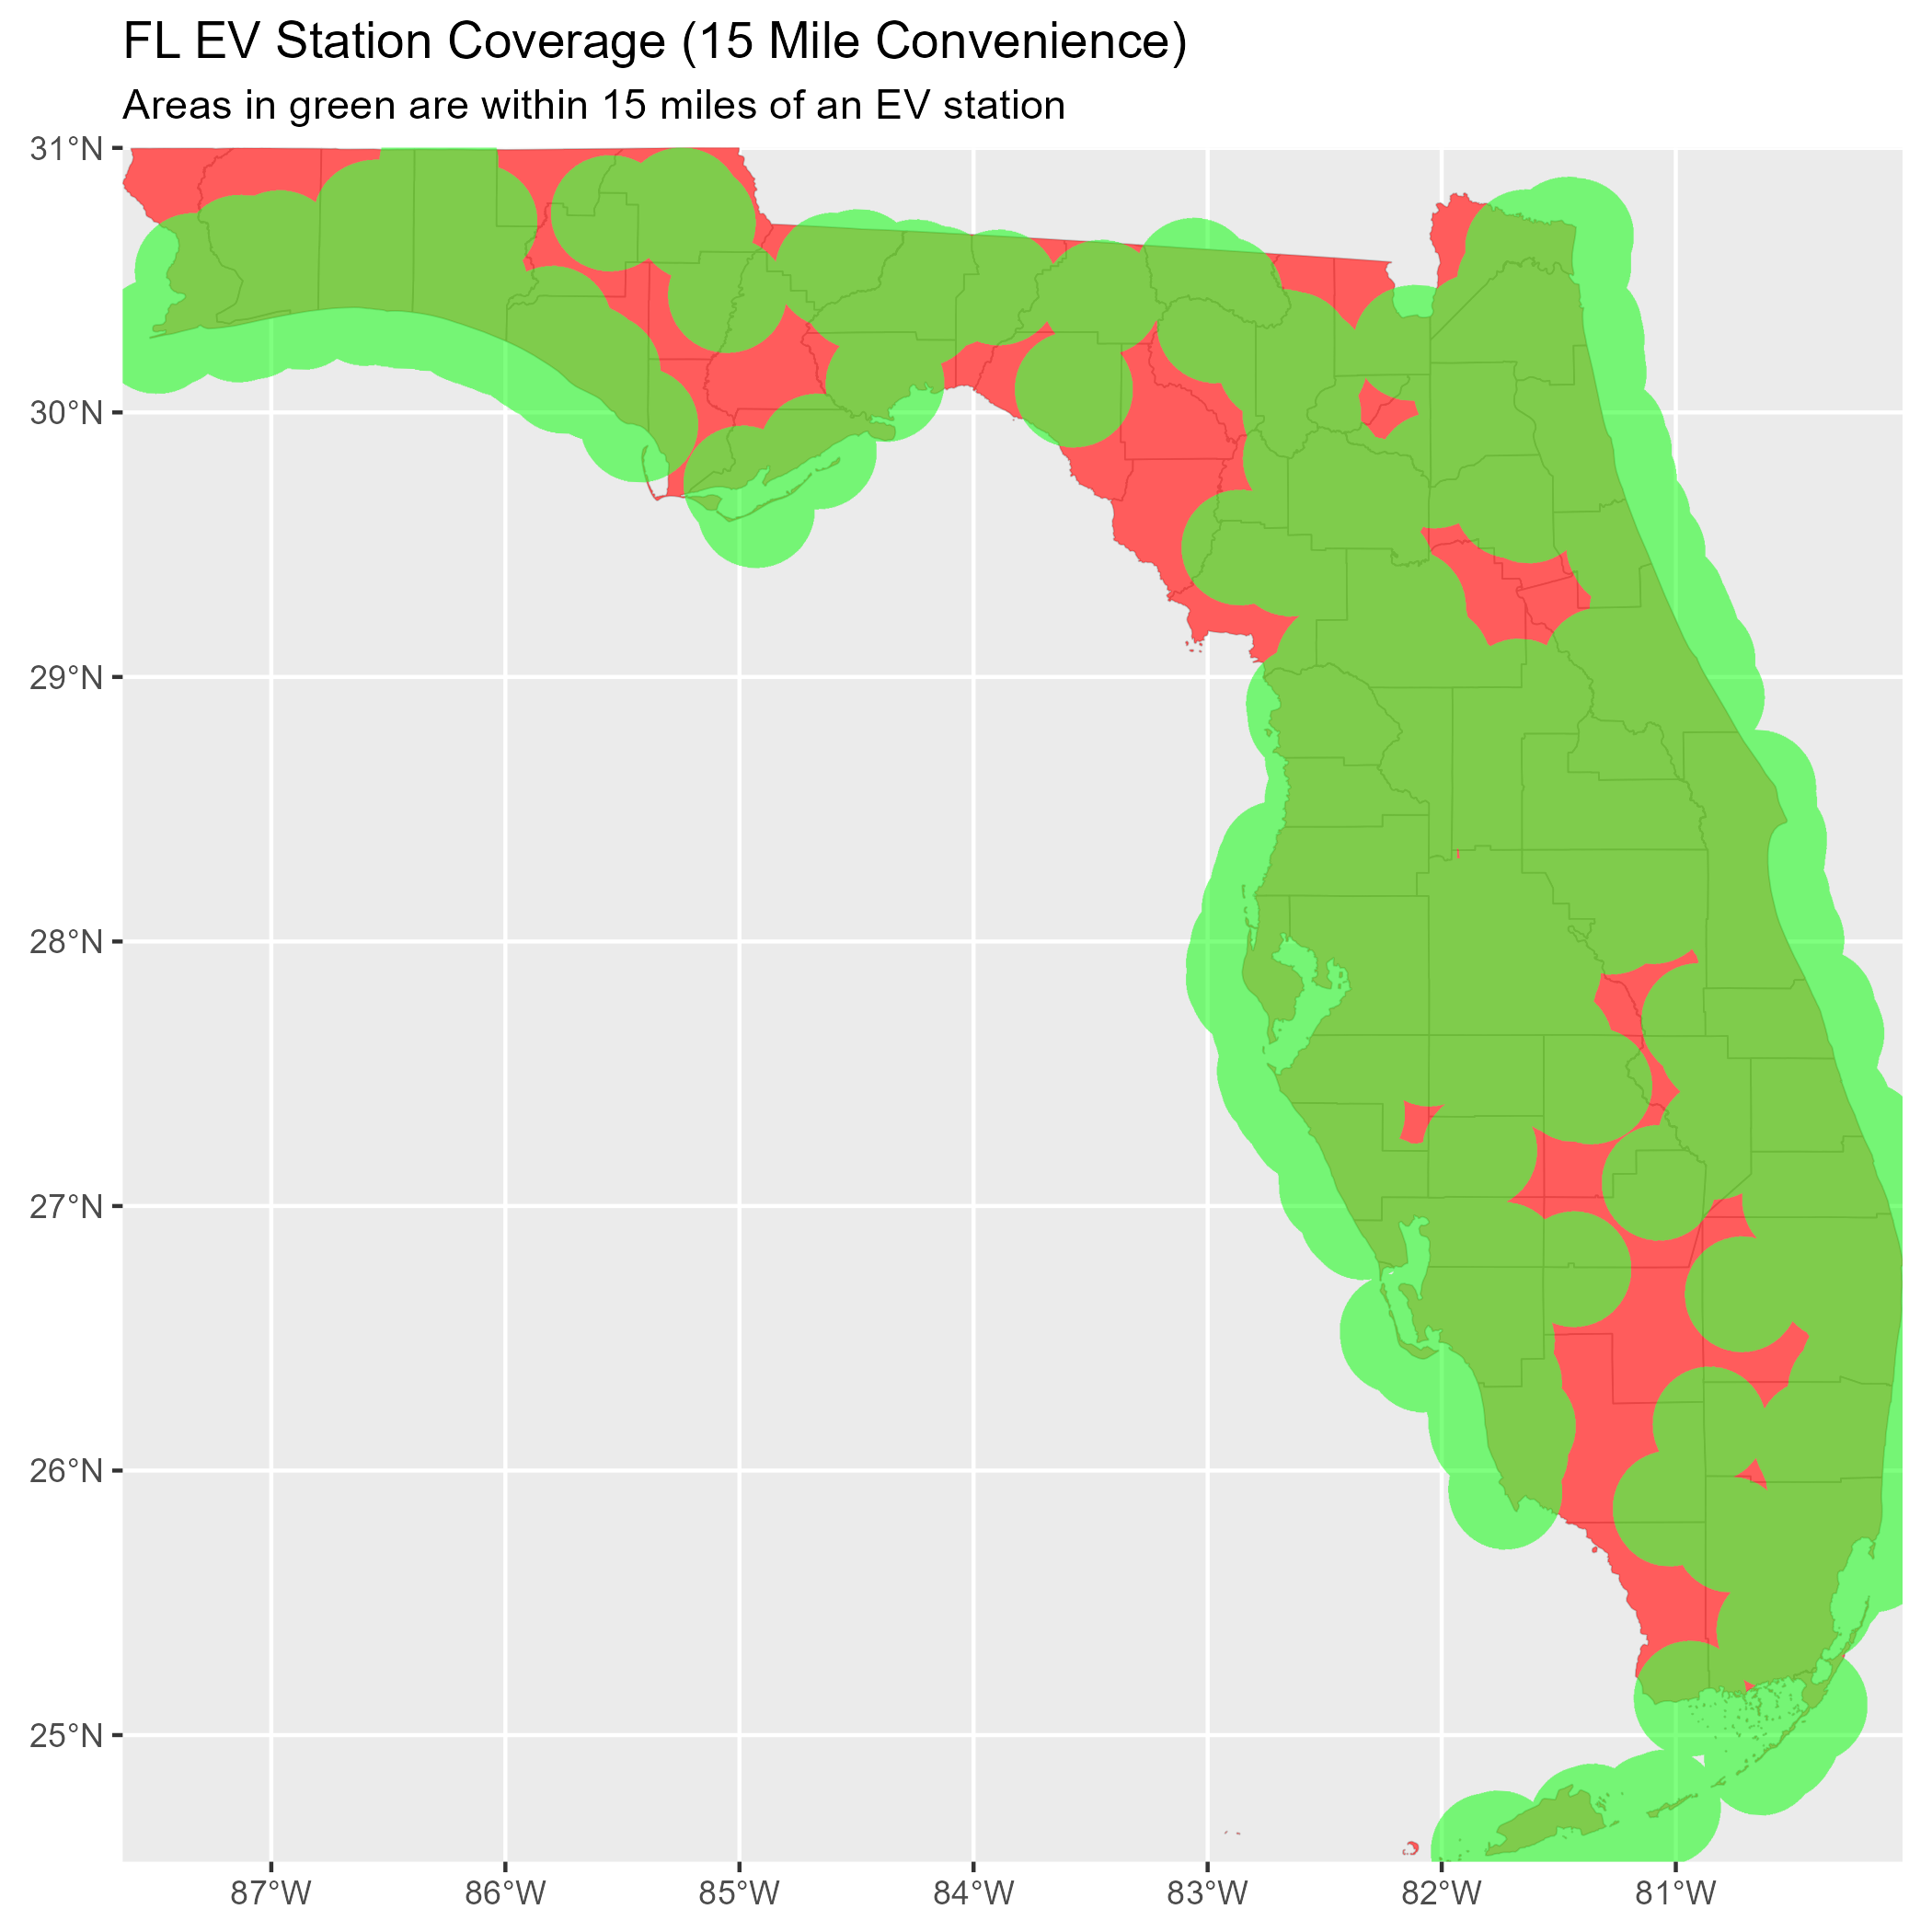 FL EV Station Coverage (15 Mile Convenience)
Areas in green are within 15 miles of an EV station
31°N
30°N
29°N
28°N
27°N
26°N
25°N
87°W 86°W 85°W 84°W 83°W 82°W 81°W